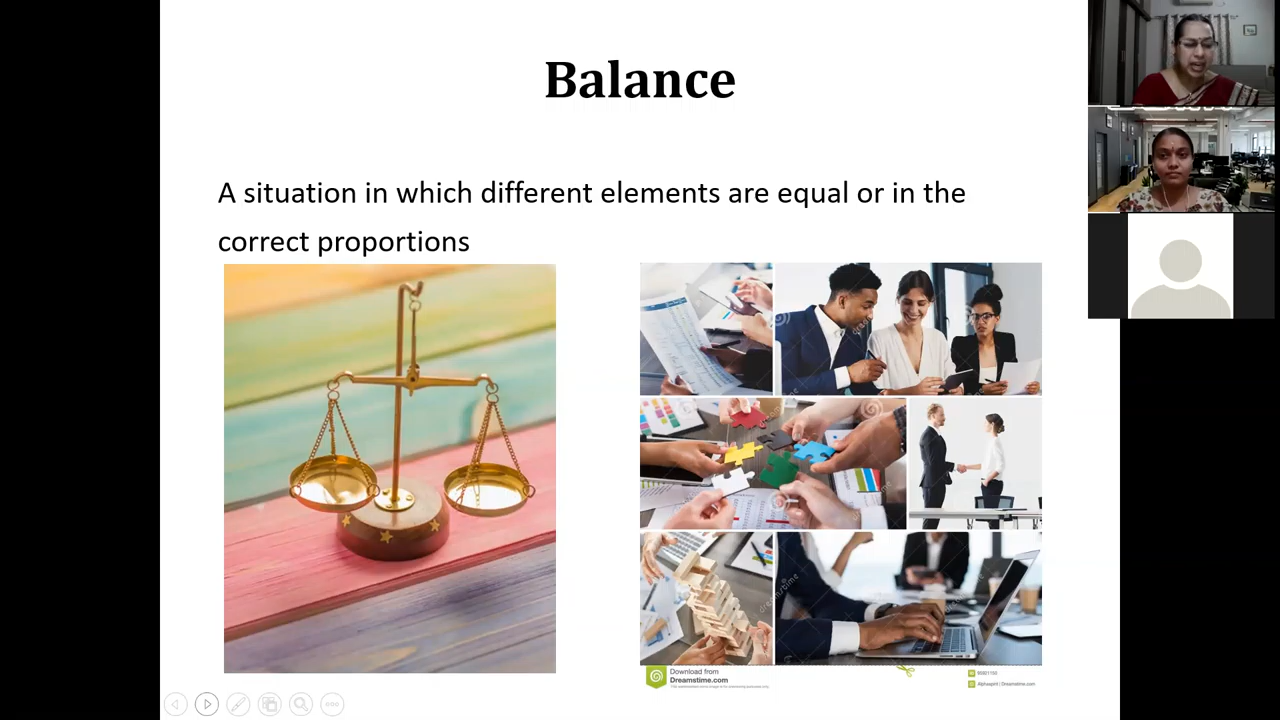 Balance
A situation in which different elements are equal or in the
correct proportions
Download from
Dreamstime.com